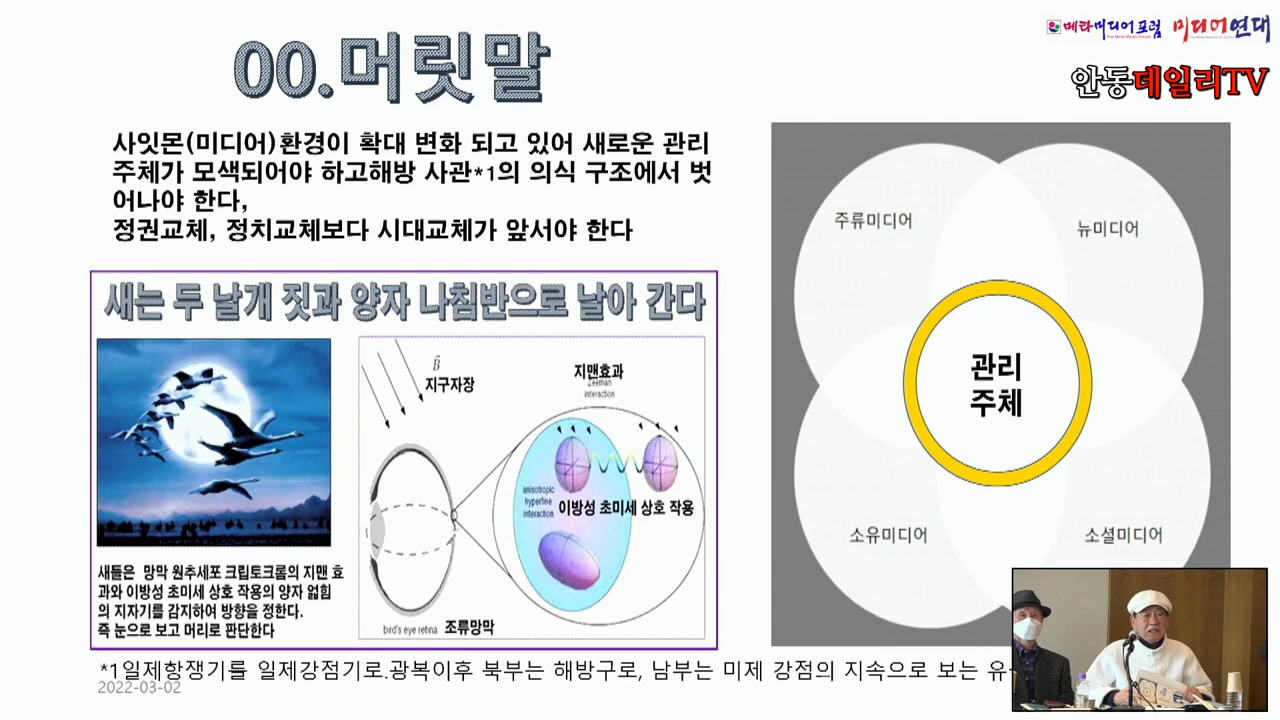 00.머릿말
메타미디어포럼
미디어연대
안동데일리TV
사잇몬(미디어)환경이 확대 변화 되고 있어 새로운 관리
주체가 모색되어야 하고해방 사관*1의 의식 구조에서 벗
어나야 한다,
정권교체, 정치교체보다 시대교체가 앞서야 한다
새는 두 날개 짓과 양자 나침반으로 날아 간다
B
지구자장
지맨효과
Zeeman
interaction
anisotropic
hyperfine
interaction
이방성 초미세 상호 작용
bird's eye retina 조류망막
새들은 망막 원추세포 크립토크롬의 지맨 효
과와 이방성 초미세 상호 작용의 양자 얽힘
의 지자기를 감지하여 방향을 정한다.
즉 눈으로 보고 머리로 판단한다
주류미디어
뉴미디어
관리
주체
소유미디어
소셜미디어
*1일제항쟁기를 일제강점기로.광복이후 북부는 해방구로, 남부는 미제 강점의 지속으로 보는
2022-03-02